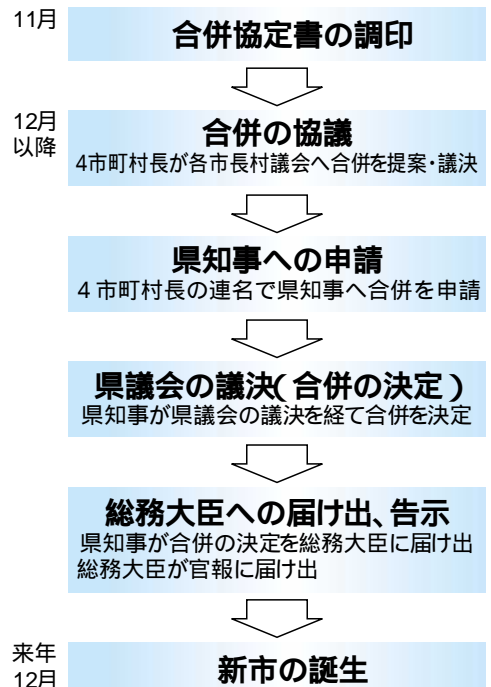 11月
合併協定書の調印
12月
以降
合併の協議
4市町村長が各市長村議会へ合併を提案・議決
県知事への申請
4市町村長の連名で県知事へ合併を申請
県議会の議決(合併の決定)
県知事が県議会の議決を経て合併を決定
総務大臣への届け出、告示
県知事が合併の決定を総務大臣に届け出
総務大臣が官報に届け出
来年
12月
新市の誕生